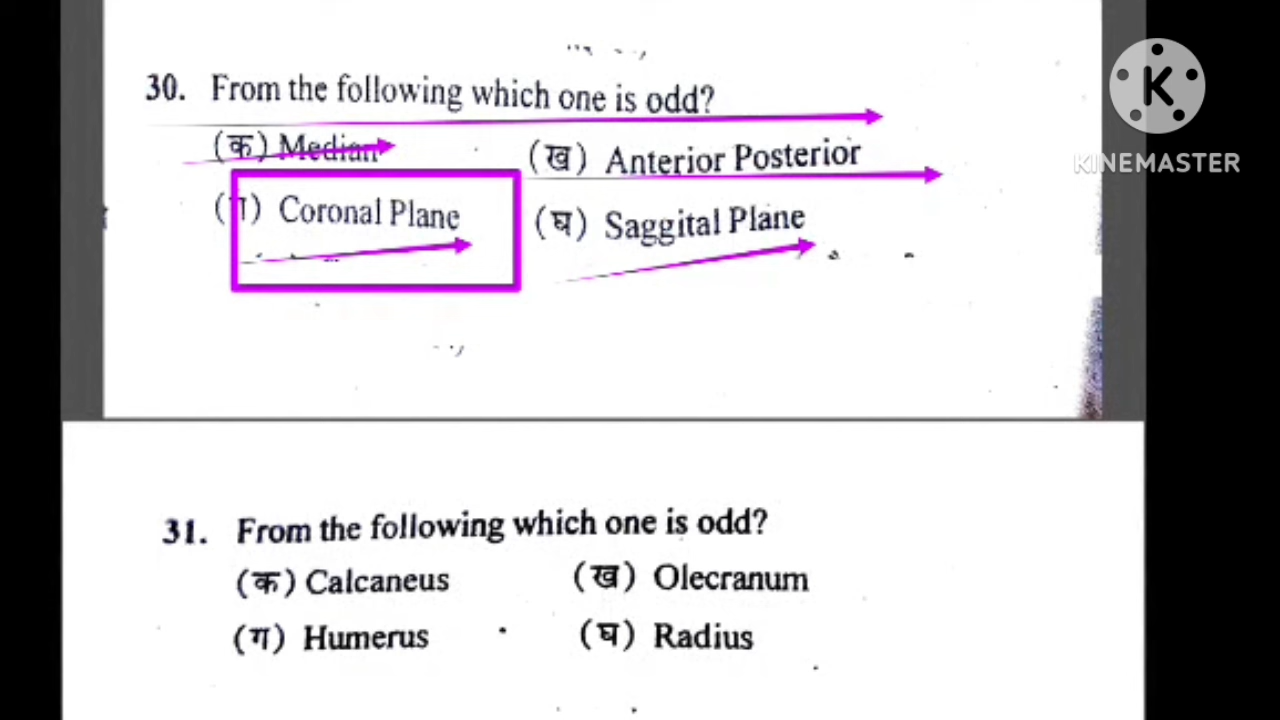 30. From the following which one is odd?
(क) Median (ख) Anterior Posterior
(ग) Coronal Plane (घ) Saggital Plane
K
KINEMASTER
31. From the following which one is odd?
(क) Calcaneus (ख) Olecranum
(ग) Humerus (घ) Radius